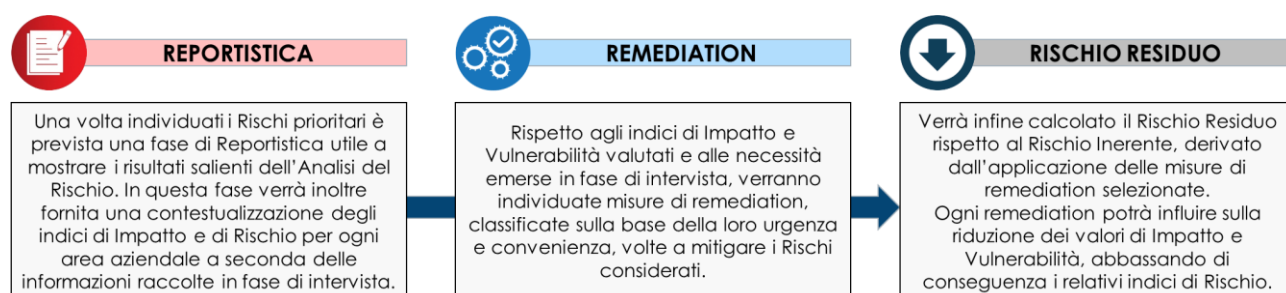 REPORTISTICA
Una volta individuati i Rischi prioritari è
prevista una fase di Reportistica utile a
mostrare i risultati salienti dell'Analisi del
Rischio. In questa fase verrà inoltre
fornita una contestualizzazione degli
indici di Impatto e di Rischio per ogni
area aziendale a seconda delle
informazioni raccolte in fase di intervista.
REMEDIATION
Rispetto agli indici di Impatto e
Vulnerabilità valutati e alle necessità
emerse in fase di intervista, verranno
individuate misure di remediation,
classificate sulla base della loro urgenza
e convenienza, volte a mitigare i Rischi
considerati.
RISCHIO RESIDUO
Verrà infine calcolato il Rischio Residuo
rispetto al Rischio Inerente, derivato
dall'applicazione delle misure di
remediation selezionate.
Ogni remediation potrà influire sulla
riduzione dei valori di Impatto e
Vulnerabilità, abbassando di
conseguenza i relativi indici di Rischio.